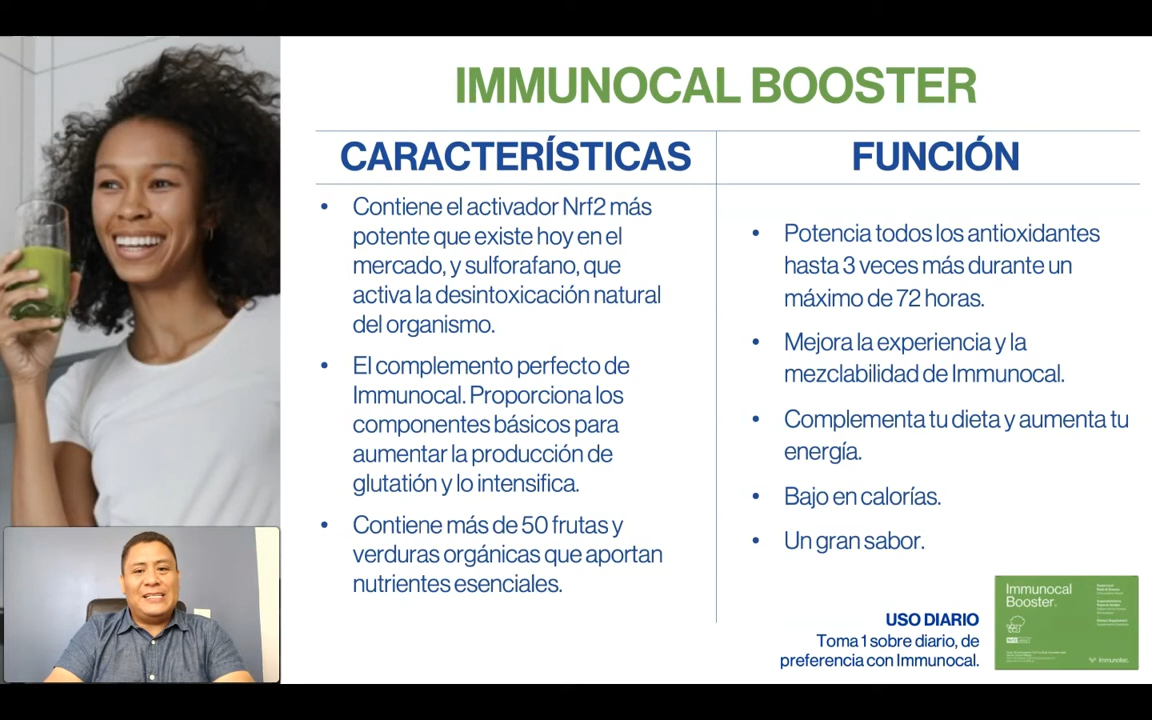 IMMUNOCAL BOOSTER
CARACTERÍSTICAS
• Contiene el activador Nrf2 más
potente que existe hoy en el
mercado, y sulforafano, que
activa la desintoxicación natural
del organismo.
• El complemento perfecto de
Immunocal. Proporciona los
componentes básicos para
aumentar la producción de
glutatión y lo intensifica.
• Contiene más de 50 frutas y
verduras orgánicas que aportan
nutrientes esenciales.
FUNCIÓN
• Potencia todos los antioxidantes
hasta 3 veces más durante un
máximo de 72 horas.
• Mejora la experiencia y la
mezclabilidad de Immunocal.
• Complementa tu dieta y aumenta tu
energía.
• Bajo en calorías.
• Un gran sabor.
USO DIARIO
Toma 1 sobre diario, de
preferencia con Immunocal.
Immunocal
Booster
immunotec